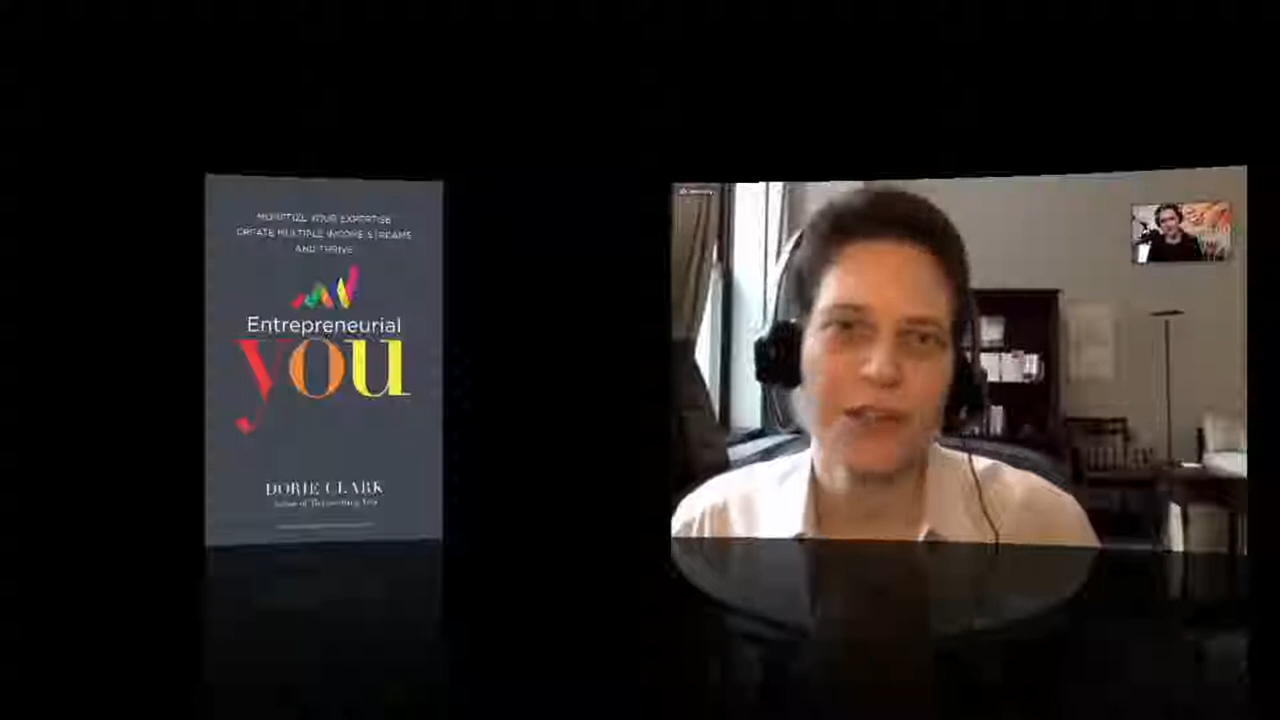 MONETIZE YOUR EXPERTISE
CREATE MULTIPLE INCOME STREAMS
AND THRIVE
Entrepreneurial
you
DORIE CLARK